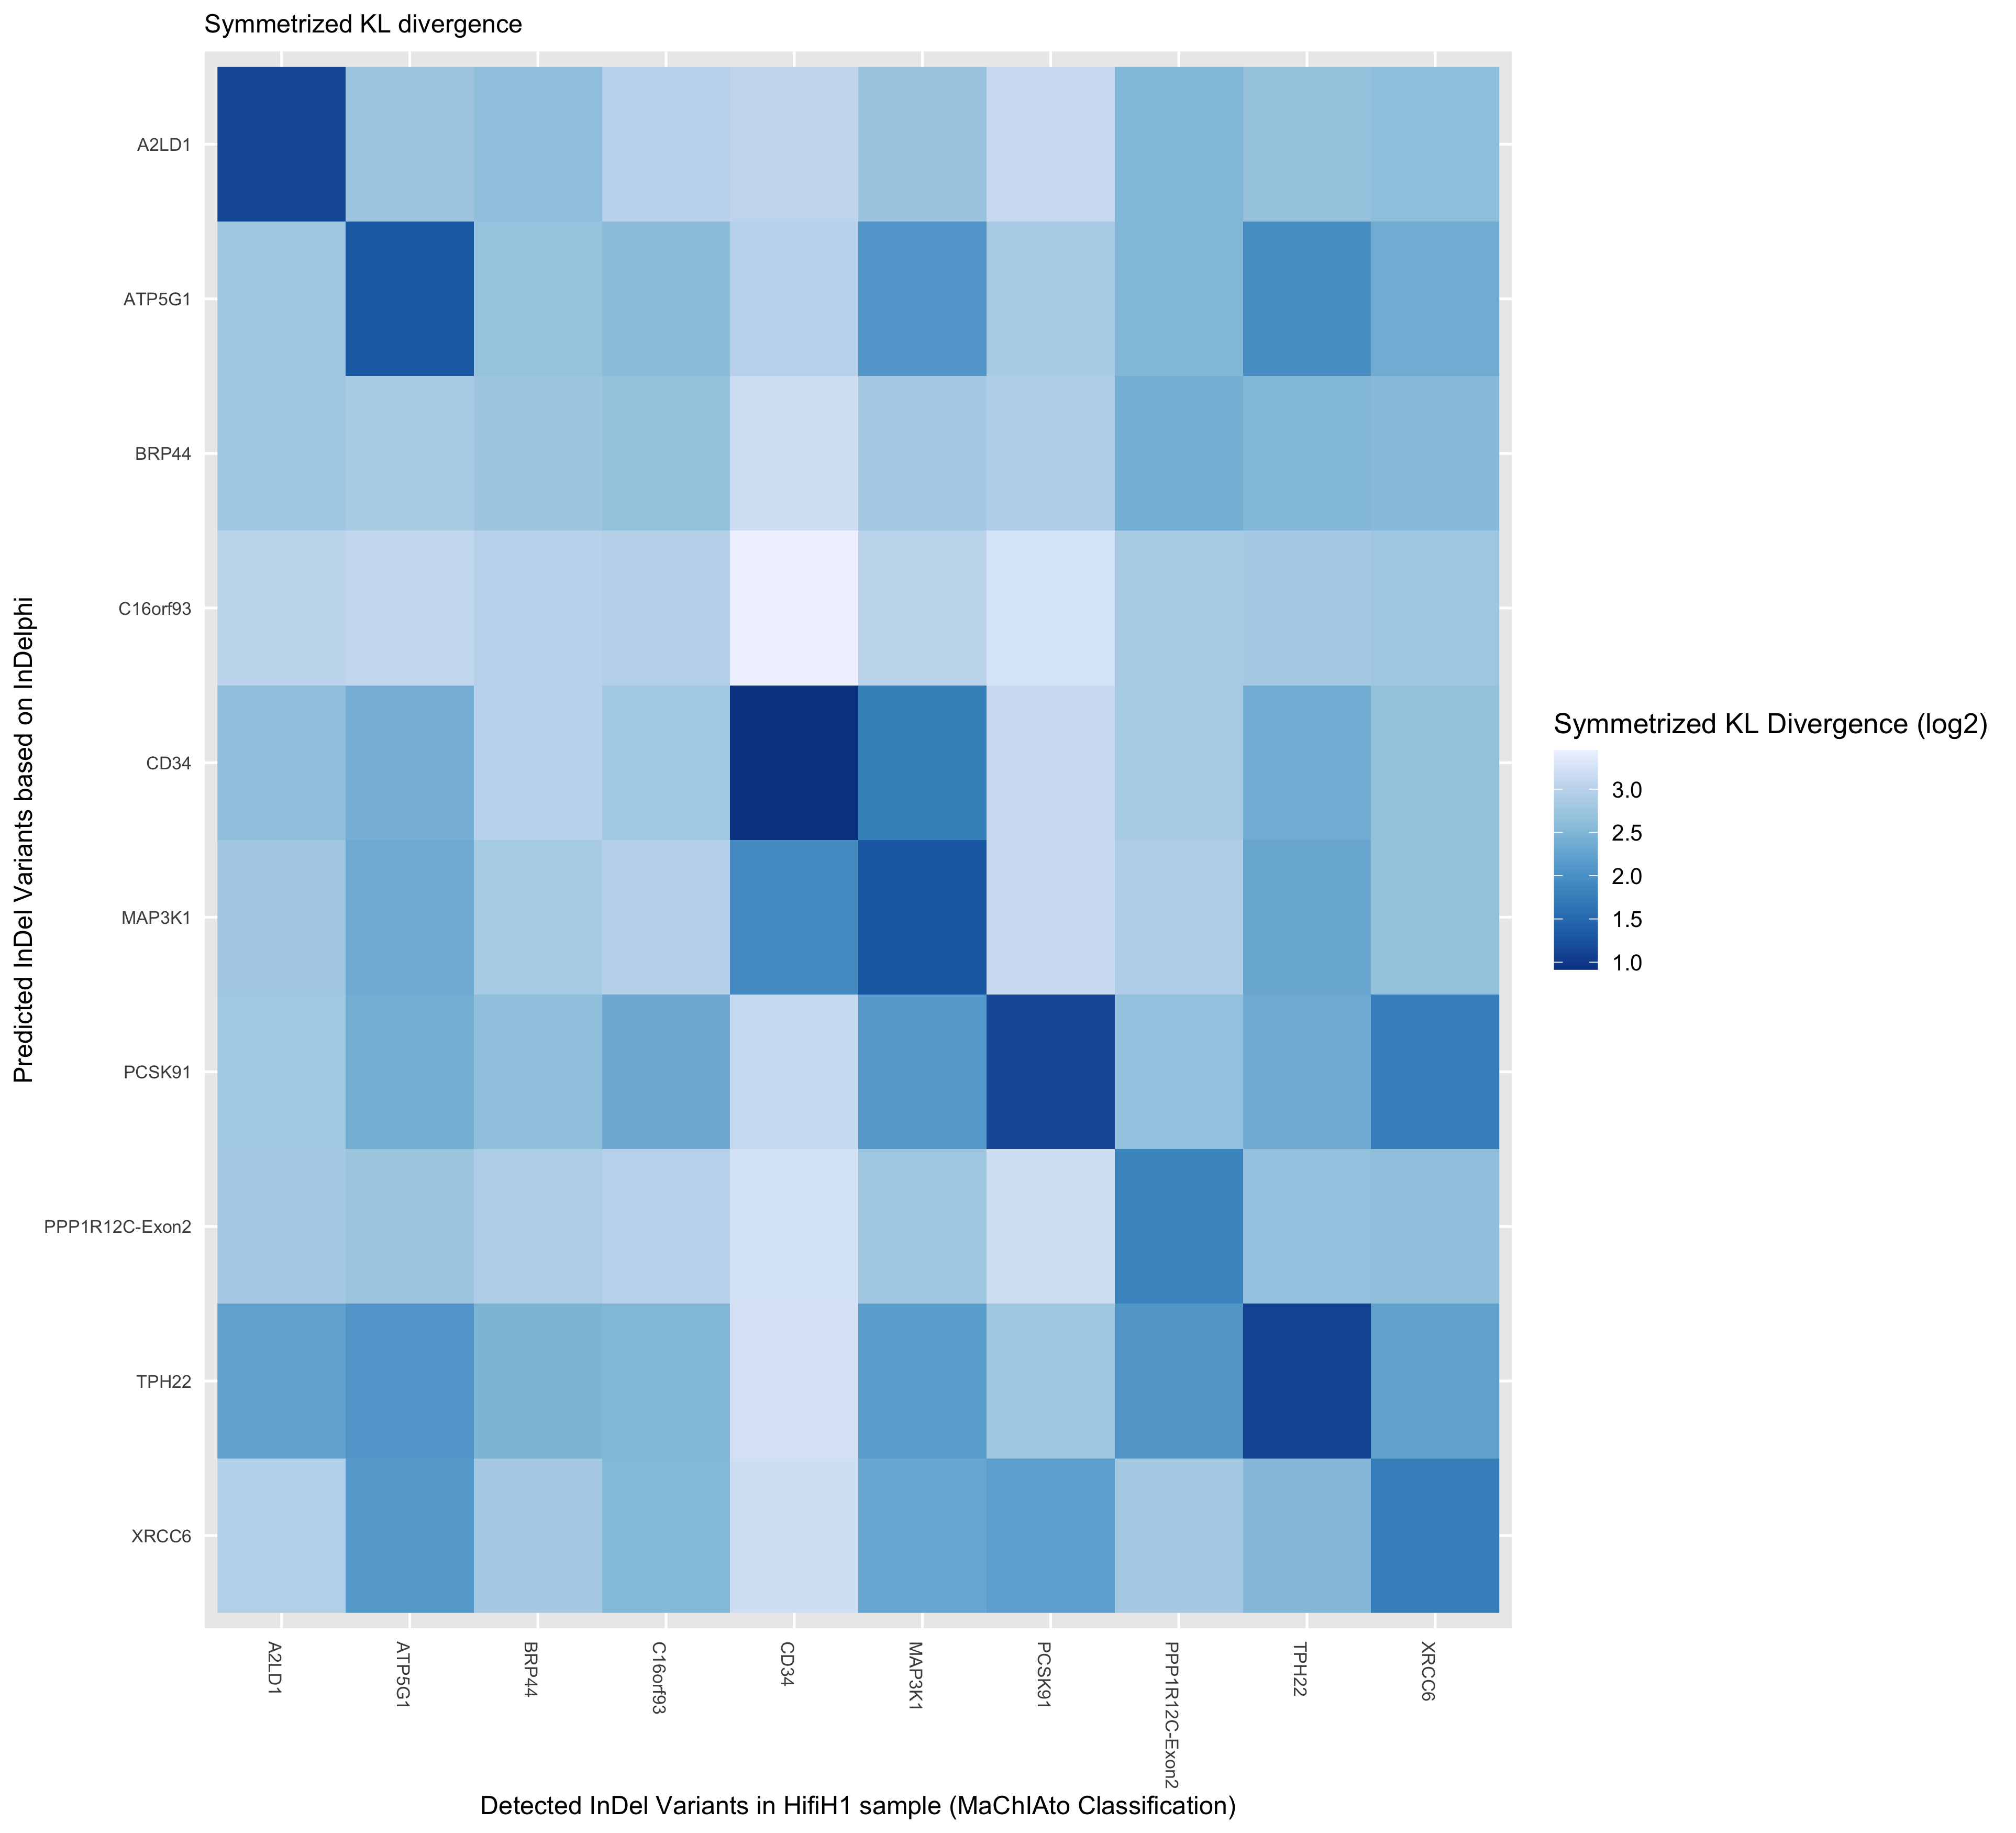 Symmetrized KL divergence
Predicted InDel Variants based on InDelphi
A2LD1
ATP5G1
BRP44
C16orf93
CD34
MAP3K1
PCSK91
PPP1R12C-Exon2
TPH22
XRCC6
A2LD1
ATP5G1
BRP44
C16orf93
CD34
MAP3K1
PCSK91
PPP1R12C-Exon2
TPH22
XRCC6
Detected InDel Variants in HifiH1 sample (MaChIAto Classification)
Symmetrized KL Divergence (log2)
3.0
2.5
2.0
1.5
1.0